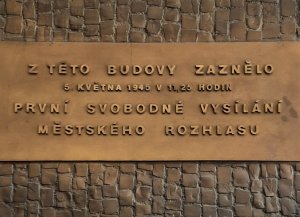 Z TÉTO BUDOVY ZAZNĚLO
5. KVĚTNA 1945 V 11,25 HODIN
PRVNÍ SVOBODNÉ VYSÍLÁNÍ
MĚSTSKÉHO ROZHLASU